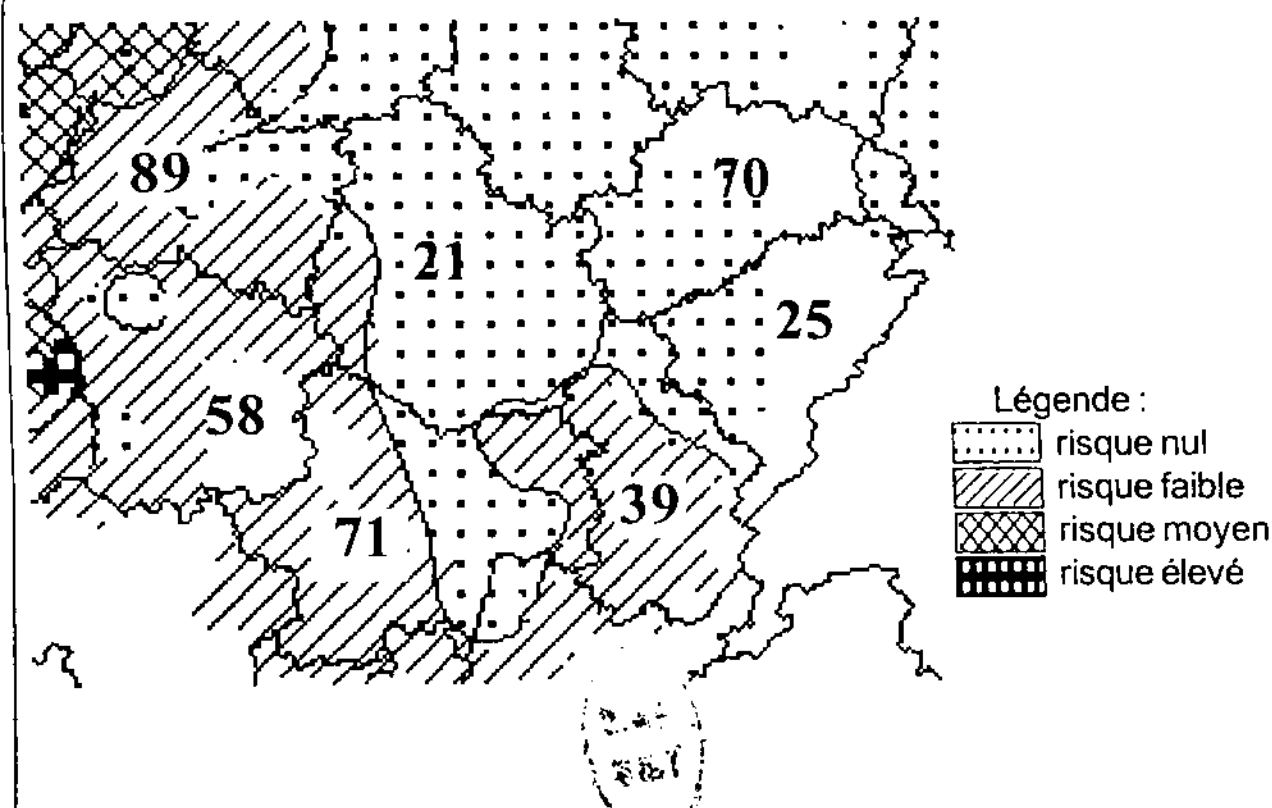 89
70
21
25
58
39
71
Légende :
risque nul
risque faible
risque moyen
risque élevé